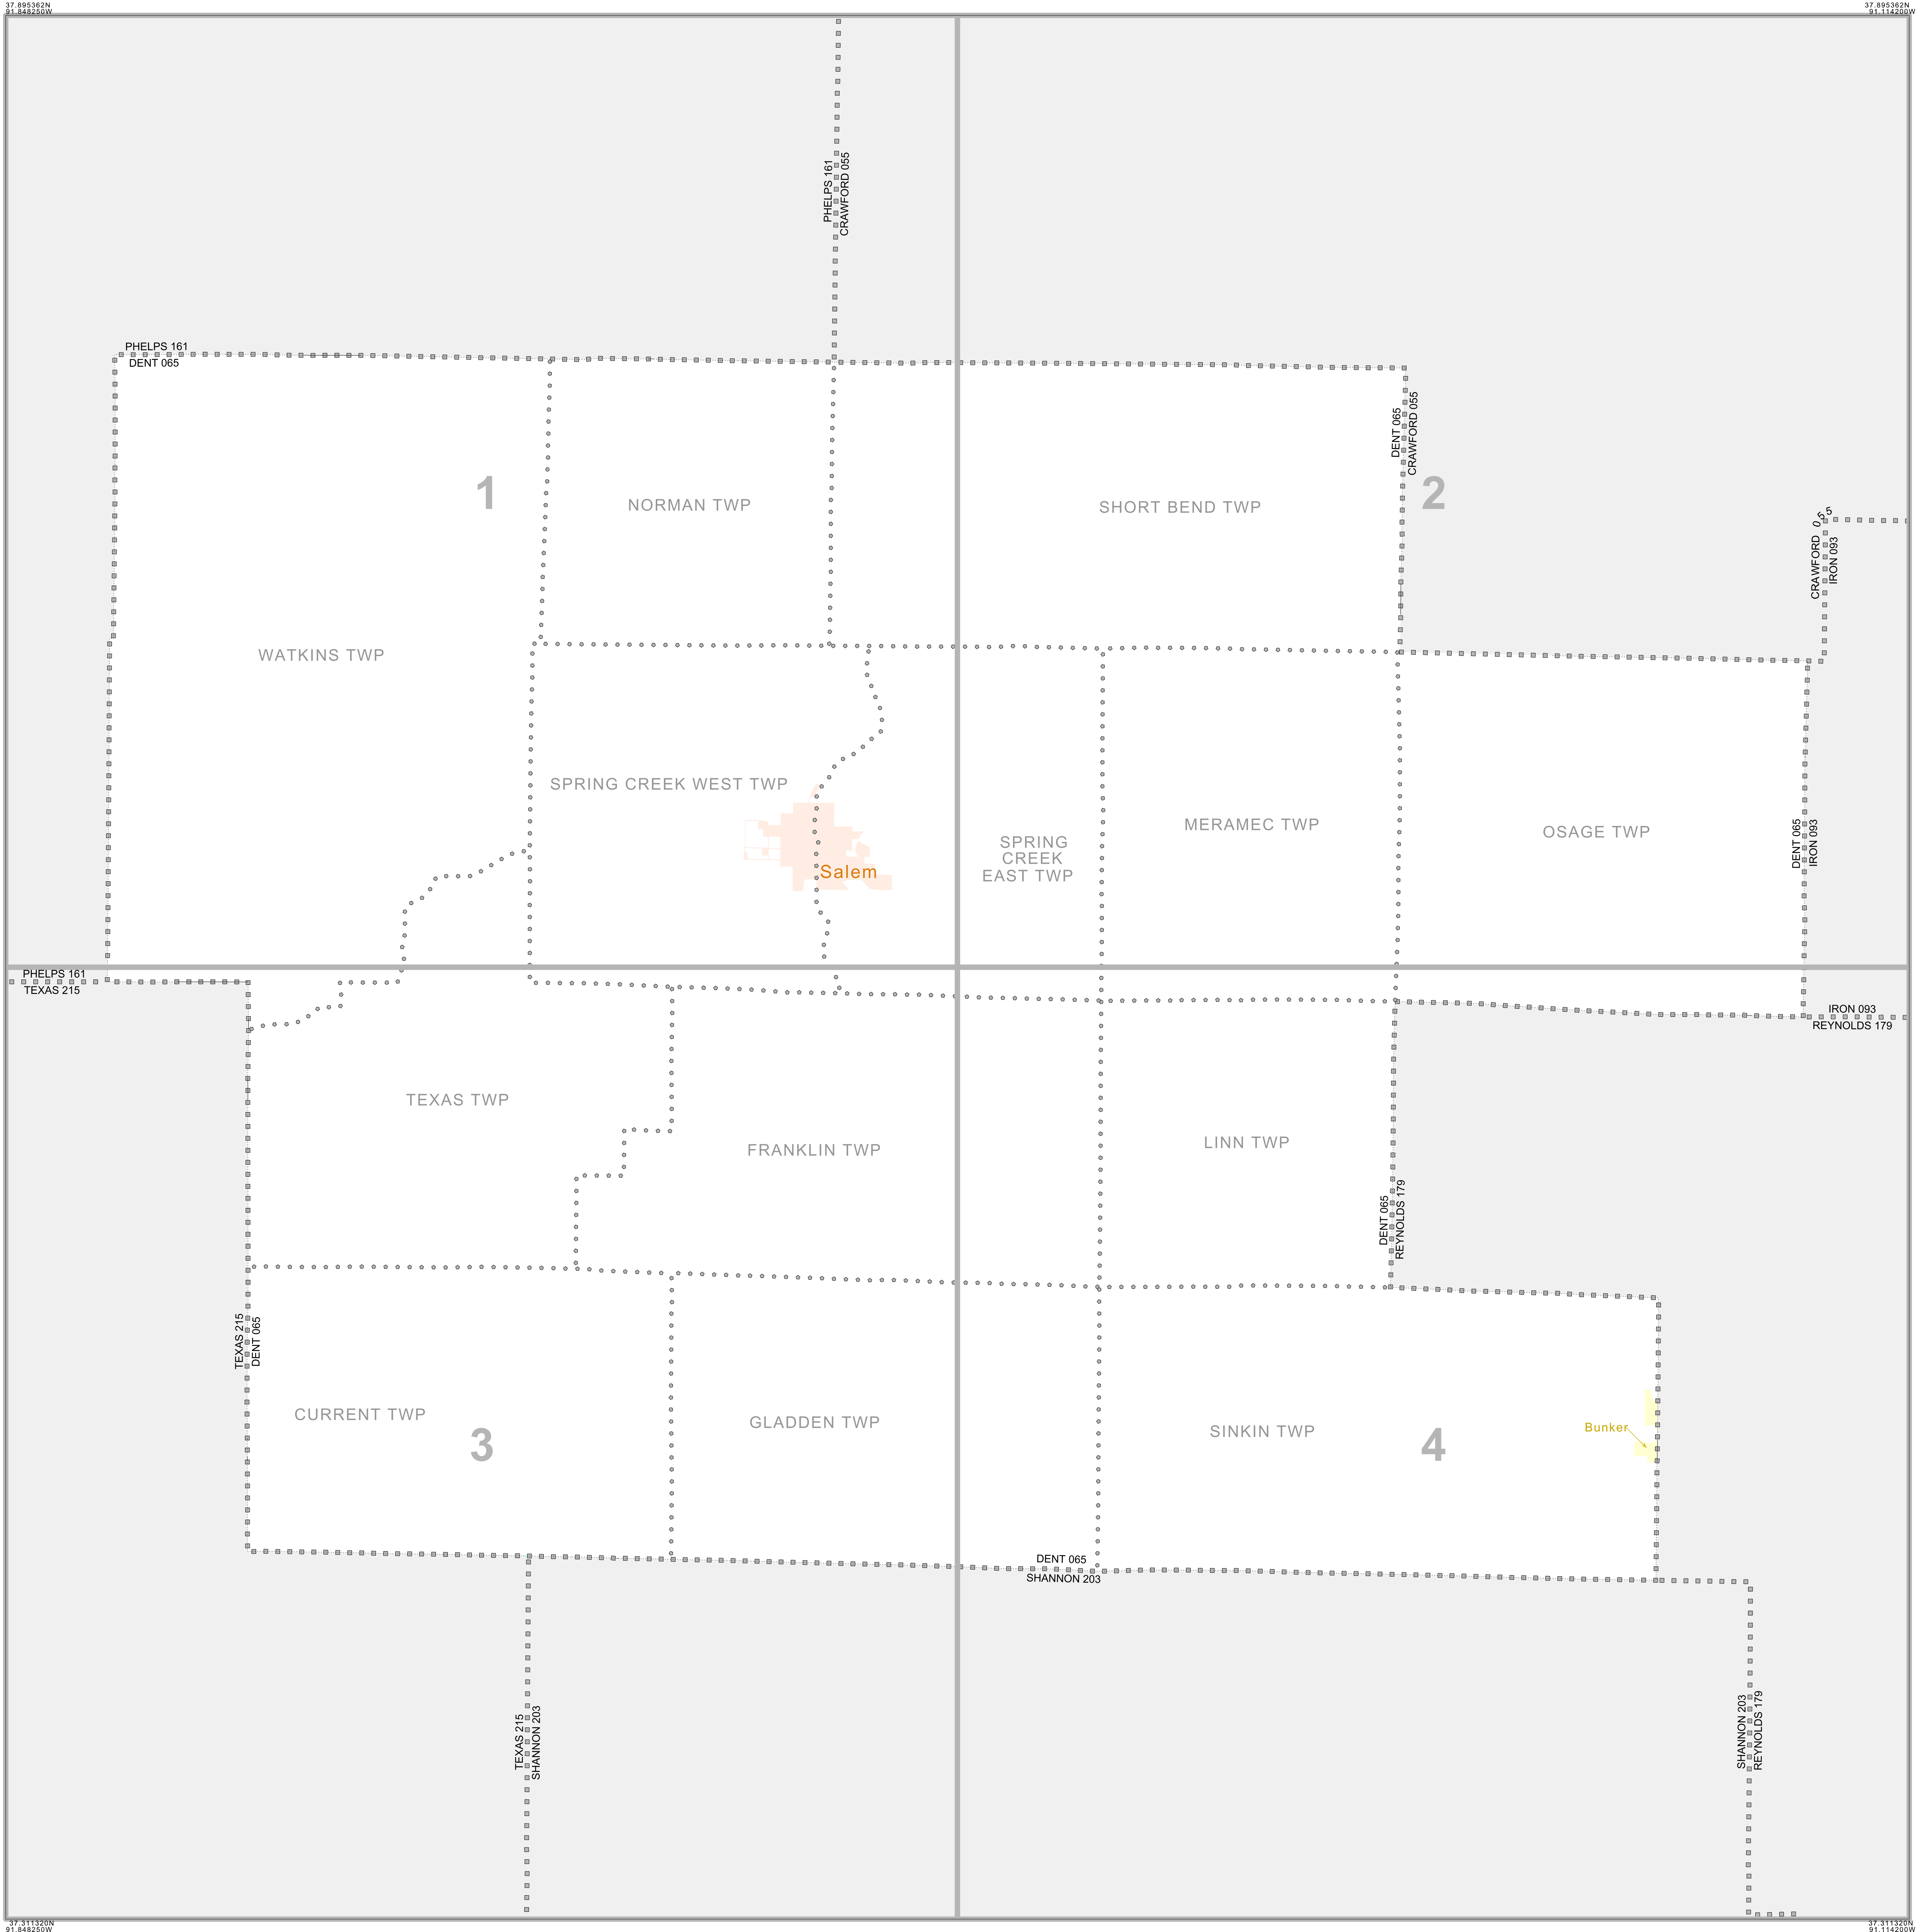 37.895362N
91.848250W
37.895362N
91.114200W
PHELPS 161
CRAWFORD 055
PHELPS 161
DENT 065
DENT 065
CRAWFORD 055
1
2
NORMAN TWP
SHORT BEND TWP
CRAWFORD 055
IRON 093
WATKINS TWP
SPRING CREEK WEST TWP
MERAMEC TWP
OSAGE TWP
SPRING
CREEK
EAST TWP
Salem
DENT 065
IRON 093
PHELPS 161
TEXAS 215
IRON 093
REYNOLDS 179
TEXAS TWP
FRANKLIN TWP
LINN TWP
DENT 065
REYNOLDS 179
TEXAS 215
DENT 065
CURRENT TWP
3
GLADDEN TWP
SINKIN TWP
4
Bunker
DENT 065
SHANNON 203
TEXAS 215
SHANNON 203
SHANNON 203
REYNOLDS 179
37.311320N
91.848250W
37.311320N
91.114200W